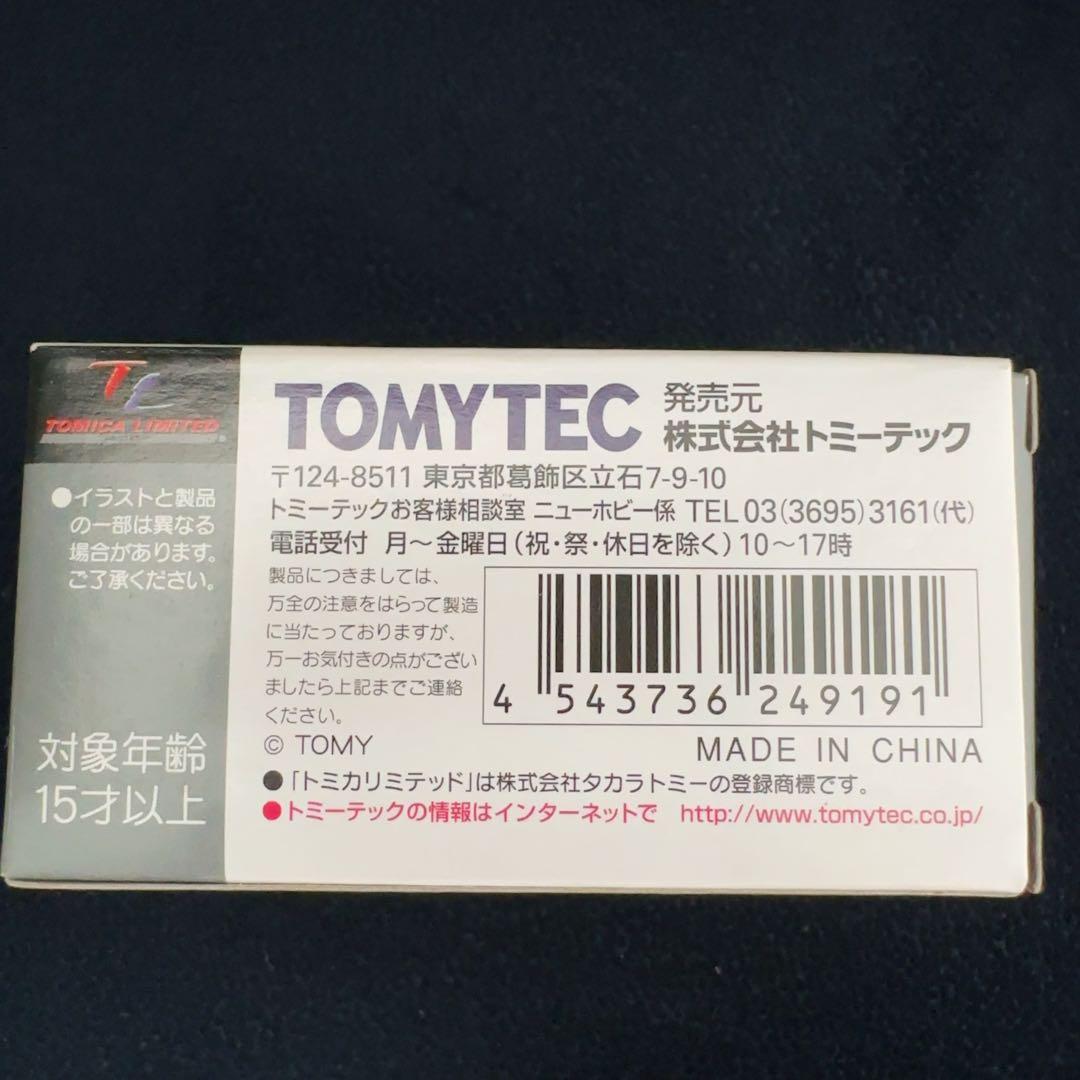 TL
TOMICA LIMITED
®
●イラストと製品
の一部は異なる
場合があります。
ご了承ください。
対象年齢
15才以上
TOMYTEC
発売元
株式会社トミーテック
〒124-8511 東京都葛飾区立石7-9-10
トミーテックお客様相談室 ニューホビー係 TEL 03(3695)3161(代)
電話受付 月～金曜日(祝・祭・休日を除く)10～17時
製品につきましては、
万全の注意をはらって製造
に当たっておりますが、
万一お気付きの点がござい
ましたら上記までご連絡
ください。
4 543736 249191
© TOMY
MADE IN CHINA
●「トミカリミテッド」は株式会社タカラトミーの登録商標です。
●トミーテックの情報はインターネットで http://www.tomytec.co.jp/